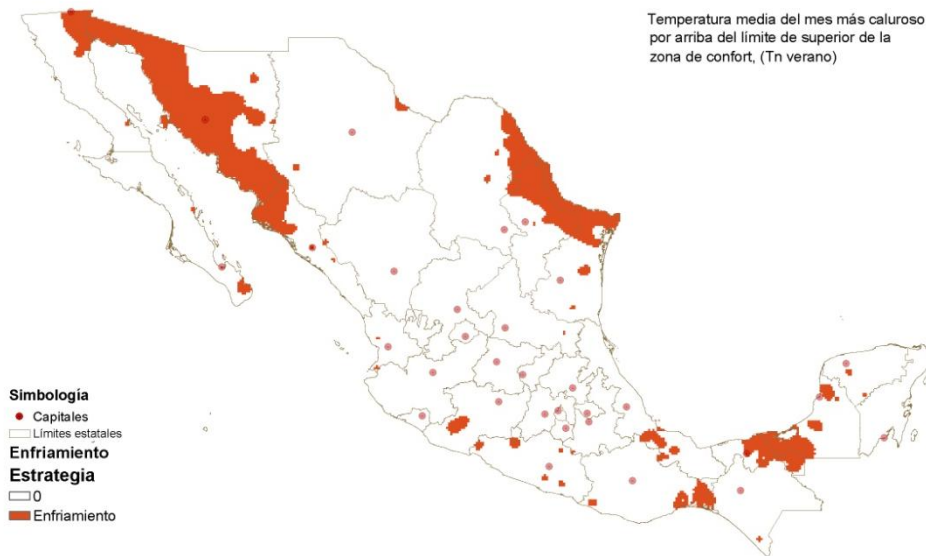 Temperatura media del mes más caluroso
por arriba del límite de superior de la
zona de confort, (Tn verano)
Simbología
Capitales
Límites estatales
Enfriamiento
Estrategia
0
Enfriamiento